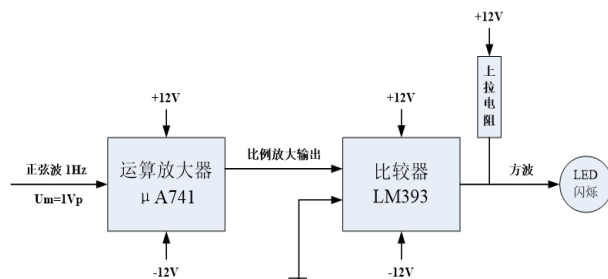 +12V
上拉电阻
+12V
+12V
正弦波 1Hz
Um=1Vp
运算放大器
μA741
比例放大输出
比较器
LM393
方波
LED
闪烁
-12V
-12V